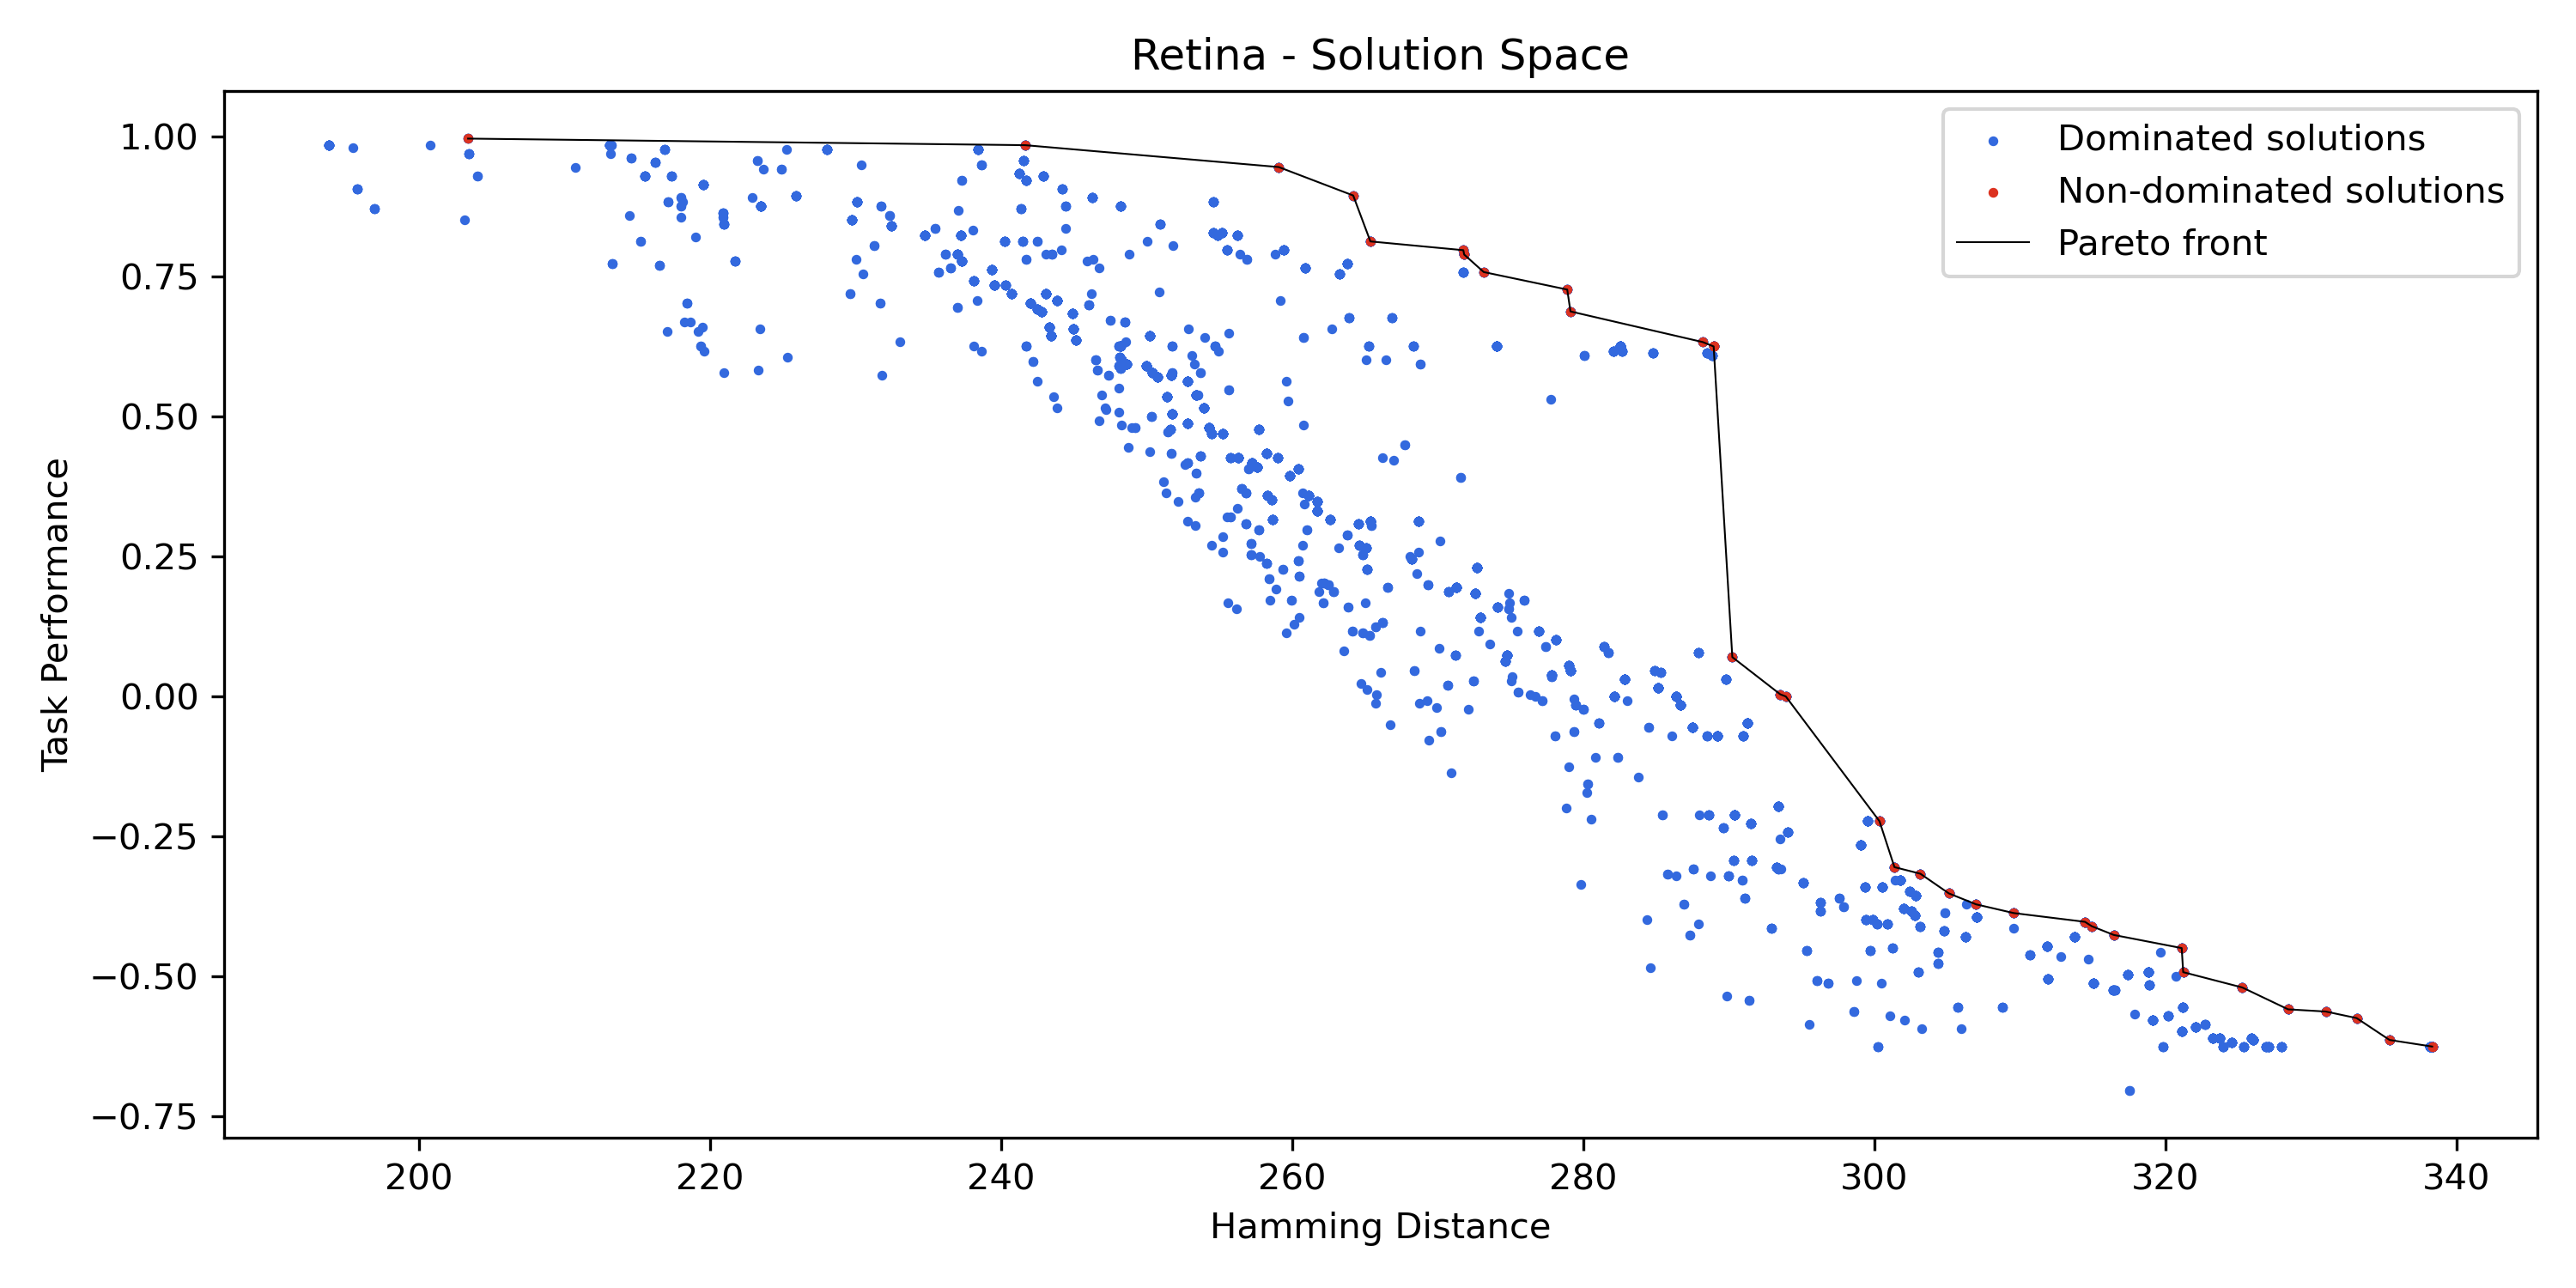 Retina - Solution Space
Dominated solutions
Non-dominated solutions
Pareto front
1.00
0.75
0.50
0.25
0.00
−0.25
−0.50
−0.75
Task Performance
200 220 240 260 280 300 320 340
Hamming Distance